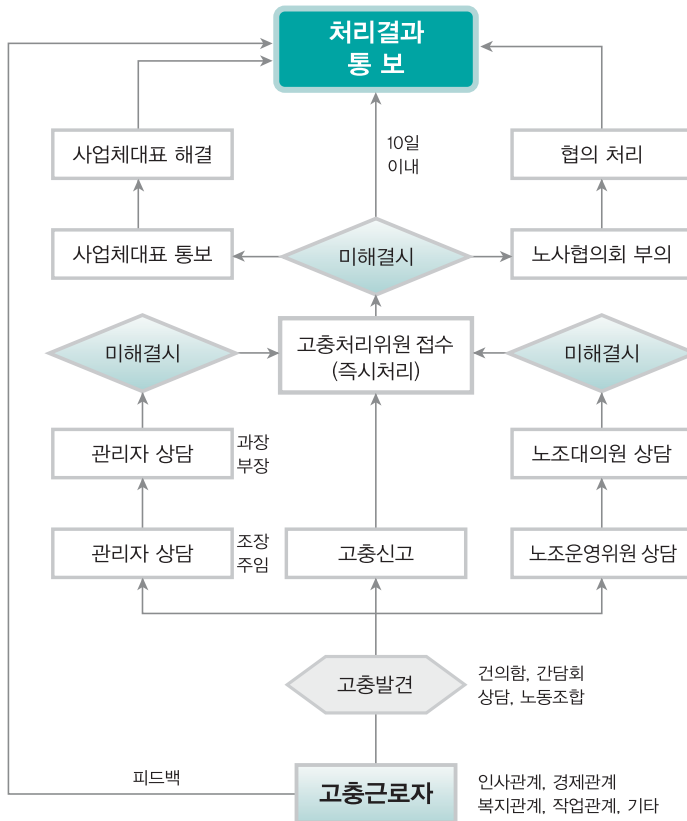 처리결과
통 보
10일
이내
사업체대표 해결
협의 처리
사업체대표 통보
미해결시
노사협의회 부의
미해결시
고충처리위원 접수
(즉시처리)
미해결시
관리자 상담
과장
부장
노조대의원 상담
관리자 상담
조장
주임
고충신고
노조운영위원 상담
고충발견
건의함, 간담회
상담, 노동조합
피드백
고충근로자
인사관계, 경제관계
복지관계, 작업관계, 기타